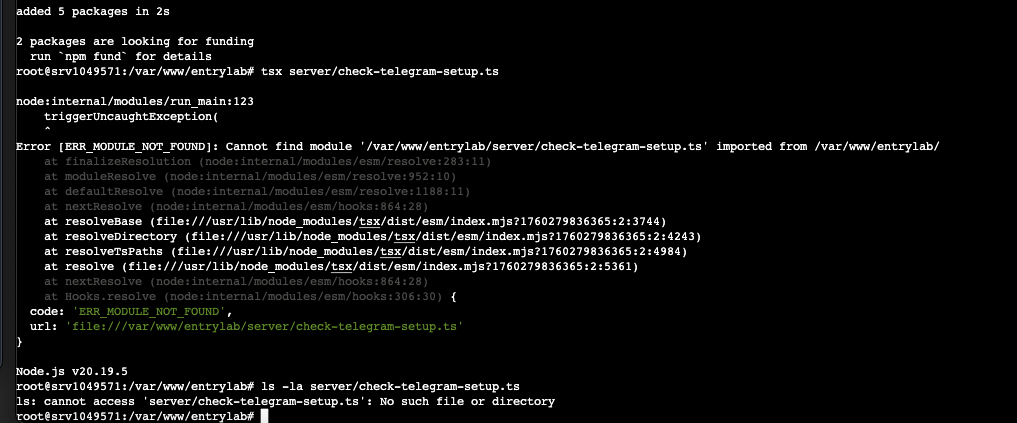 added 5 packages in 2s
2 packages are looking for funding
run `npm fund` for details
root@srv1049571:/var/www/entrylab# tsx server/check-telegram-setup.ts
node:internal/modules/run_main:123
triggerUncaughtException(
^
Error [ERR_MODULE_NOT_FOUND]: Cannot find module '/var/www/entrylab/server/check-telegram-setup.ts' imported from /var/www/entrylab/
at finalizeResolution (node:internal/modules/esm/resolve:283:11)
at moduleResolve (node:internal/modules/esm/resolve:952:10)
at defaultResolve (node:internal/modules/esm/resolve:1188:11)
at nextResolve (node:internal/modules/esm/hooks:864:28)
at resolveBase (file:///usr/lib/node_modules/tsx/dist/esm/index.mjs?1760279836365:2:3744)
at resolveDirectory (file:///usr/lib/node_modules/tsx/dist/esm/index.mjs?1760279836365:2:4243)
at resolveTsPaths (file:///usr/lib/node_modules/tsx/dist/esm/index.mjs?1760279836365:2:4984)
at resolve (file:///usr/lib/node_modules/tsx/dist/esm/index.mjs?1760279836365:2:5361)
at nextResolve (node:internal/modules/esm/hooks:864:28)
at Hooks.resolve (node:internal/modules/esm/hooks:306:30) {
code: 'ERR_MODULE_NOT_FOUND',
url: 'file:///var/www/entrylab/server/check-telegram-setup.ts'
}
Node.js v20.19.5
root@srv1049571:/var/www/entrylab# ls -la server/check-telegram-setup.ts
ls: cannot access 'server/check-telegram-setup.ts': No such file or directory
root@srv1049571:/var/www/entrylab#